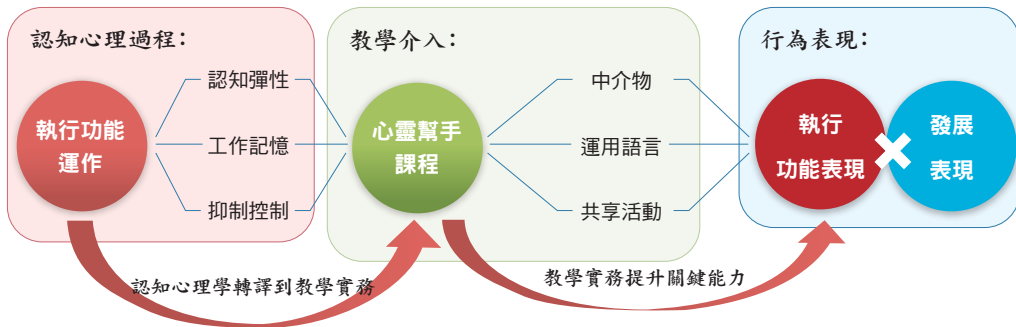 認知心理過程：
執行功能
運作
認知彈性
工作記憶
抑制控制
教學介入：
心靈幫手
課程
中介物
運用語言
共享活動
行為表現：
執行
功能表現
發展
表現
認知心理學轉譯到教學實務
教學實務提升關鍵能力